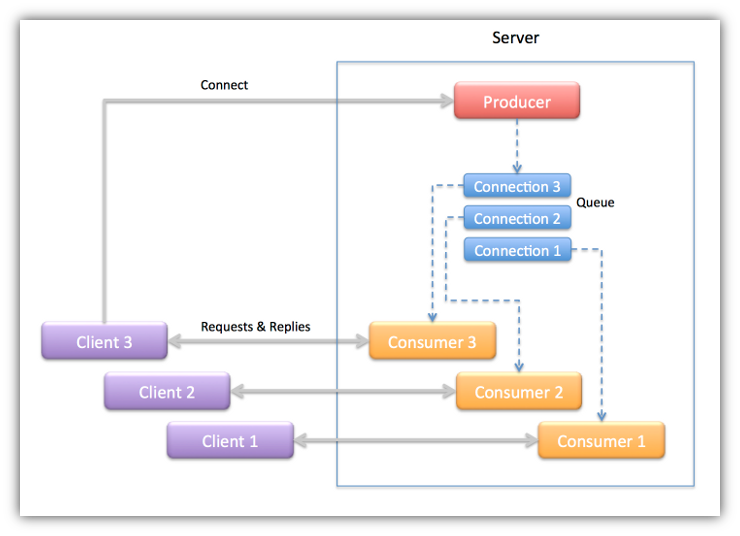 Server
Connect
Producer
Connection 3
Queue
Connection 2
Connection 1
Requests & Replies
Client 3
Consumer 3
Client 2
Consumer 2
Client 1
Consumer 1